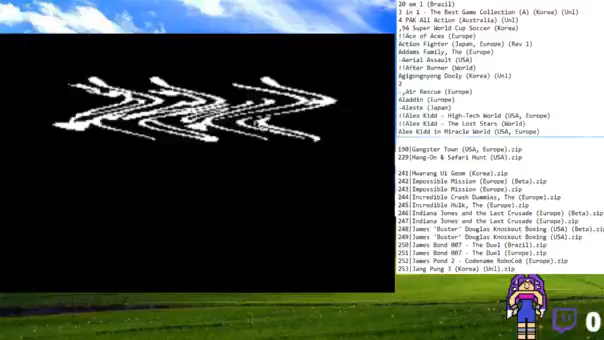 20 em 1 (Brazil)
3 in 1 - The Best Game Collection (A) (Korea) (Unl)
4 PAK All Action (Australia) (Unl)
,94 Super World Cup Soccer (Korea)
!!Ace of Aces (Europe)
Action Fighter (Japan, Europe) (Rev 1)
Addams Family, The (Europe)
-Aerial Assault (USA)
!!After Burner (World)
Agigongnyong Dooly (Korea) (Unl)
2
-,Air Rescue (Europe)
Aladdin (Europe)
-Aleste (Japan)
!!Alex Kidd - High-Tech World (USA, Europe)
!!Alex Kidd - The Lost Stars (World)
Alex Kidd in Miracle World (USA, Europe)
190|Gangster Town (USA, Europe).zip
229|Hang-On & Safari Hunt (USA).zip
241|Hwarang Ui Geom (Korea).zip
242|Impossible Mission (Europe) (Beta).zip
243|Impossible Mission (Europe).zip
244|Incredible Crash Dummies, The (Europe).zip
245|Incredible Hulk, The (Europe).zip
246|Indiana Jones and the Last Crusade (Europe) (Beta).zip
247|Indiana Jones and the Last Crusade (Europe).zip
248|James 'Buster' Douglas Knockout Boxing (USA) (Beta).zip
249|James 'Buster' Douglas Knockout Boxing (USA).zip
250|James Bond 007 - The Duel (Brazil).zip
251|James Bond 007 - The Duel (Europe).zip
252|James Pond 2 - Codename RoboCod (Europe).zip
253|Jang Pung 3 (Korea) (Unl).zip
0